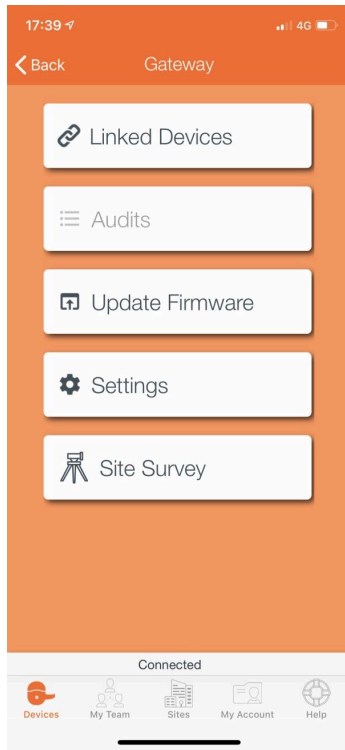 17:39
4G
Back
Gateway
Linked Devices
Audits
Update Firmware
Settings
Site Survey
Connected
Devices
My Team
Sites
My Account
Help